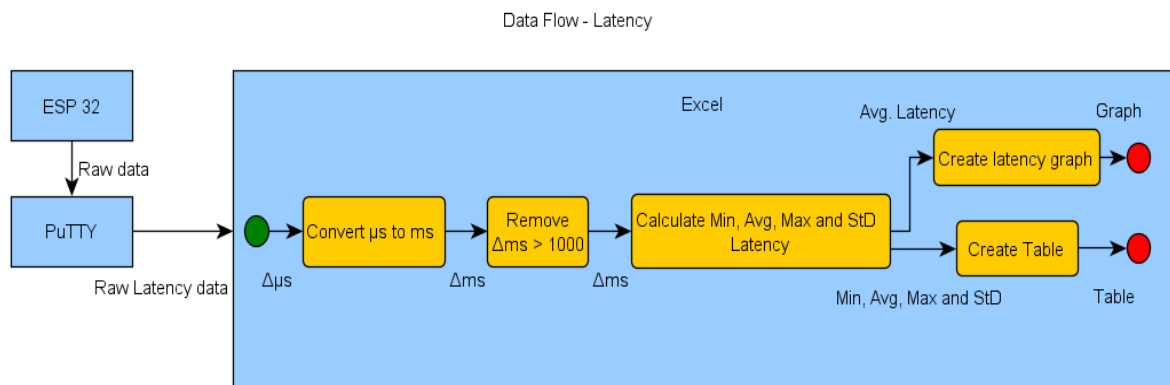 Data Flow - Latency
ESP 32
Raw data
PuTTY
Raw Latency data
Excel
Δµs
Convert µs to ms
Δms
Remove
Δms > 1000
Δms
Calculate Min, Avg, Max and StD
Latency
Avg. Latency
Create latency graph
Graph
Min, Avg, Max and StD
Create Table
Table